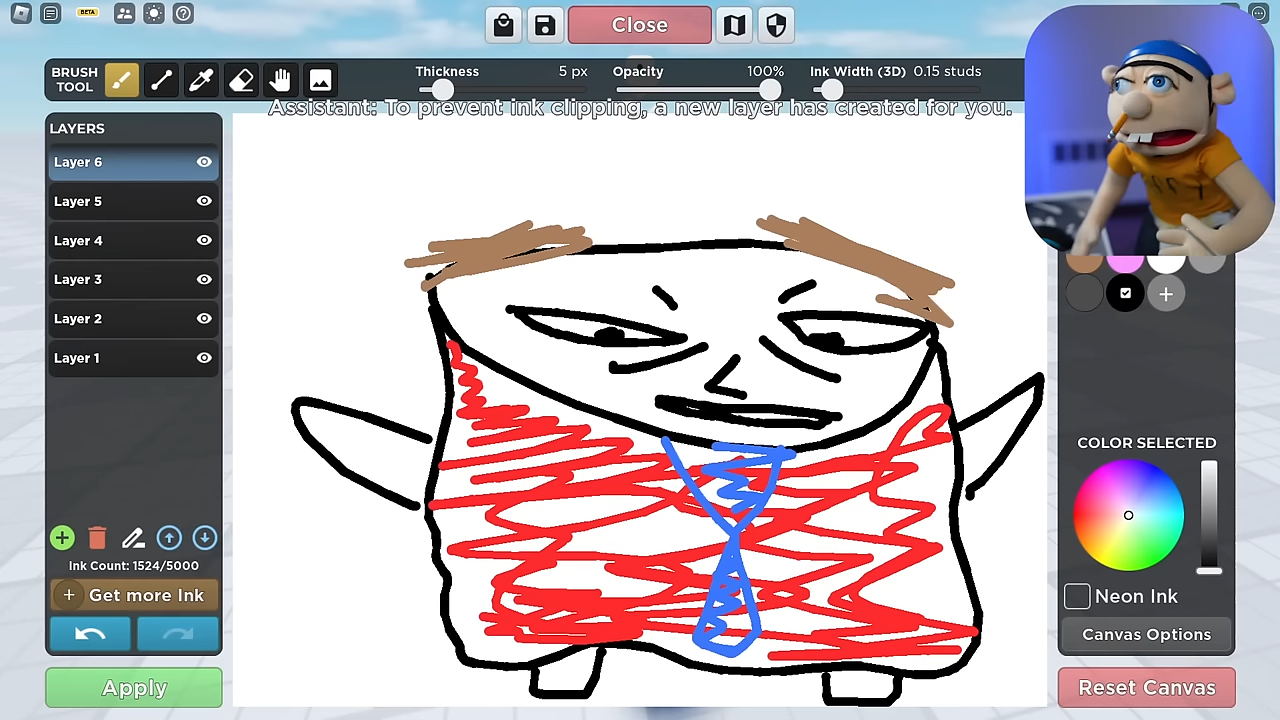 BETA
Close
BRUSH
TOOL
Thickness 5 px
Opacity 100%
Ink Width (3D) 0.15 studs
Assistant: To prevent ink clipping, a new layer has created for you.
LAYERS
Layer 6
Layer 5
Layer 4
Layer 3
Layer 2
Layer 1
Ink Count: 1524/5000
+ Get more Ink
Apply
COLOR SELECTED
Neon Ink
Canvas Options
Reset Canvas